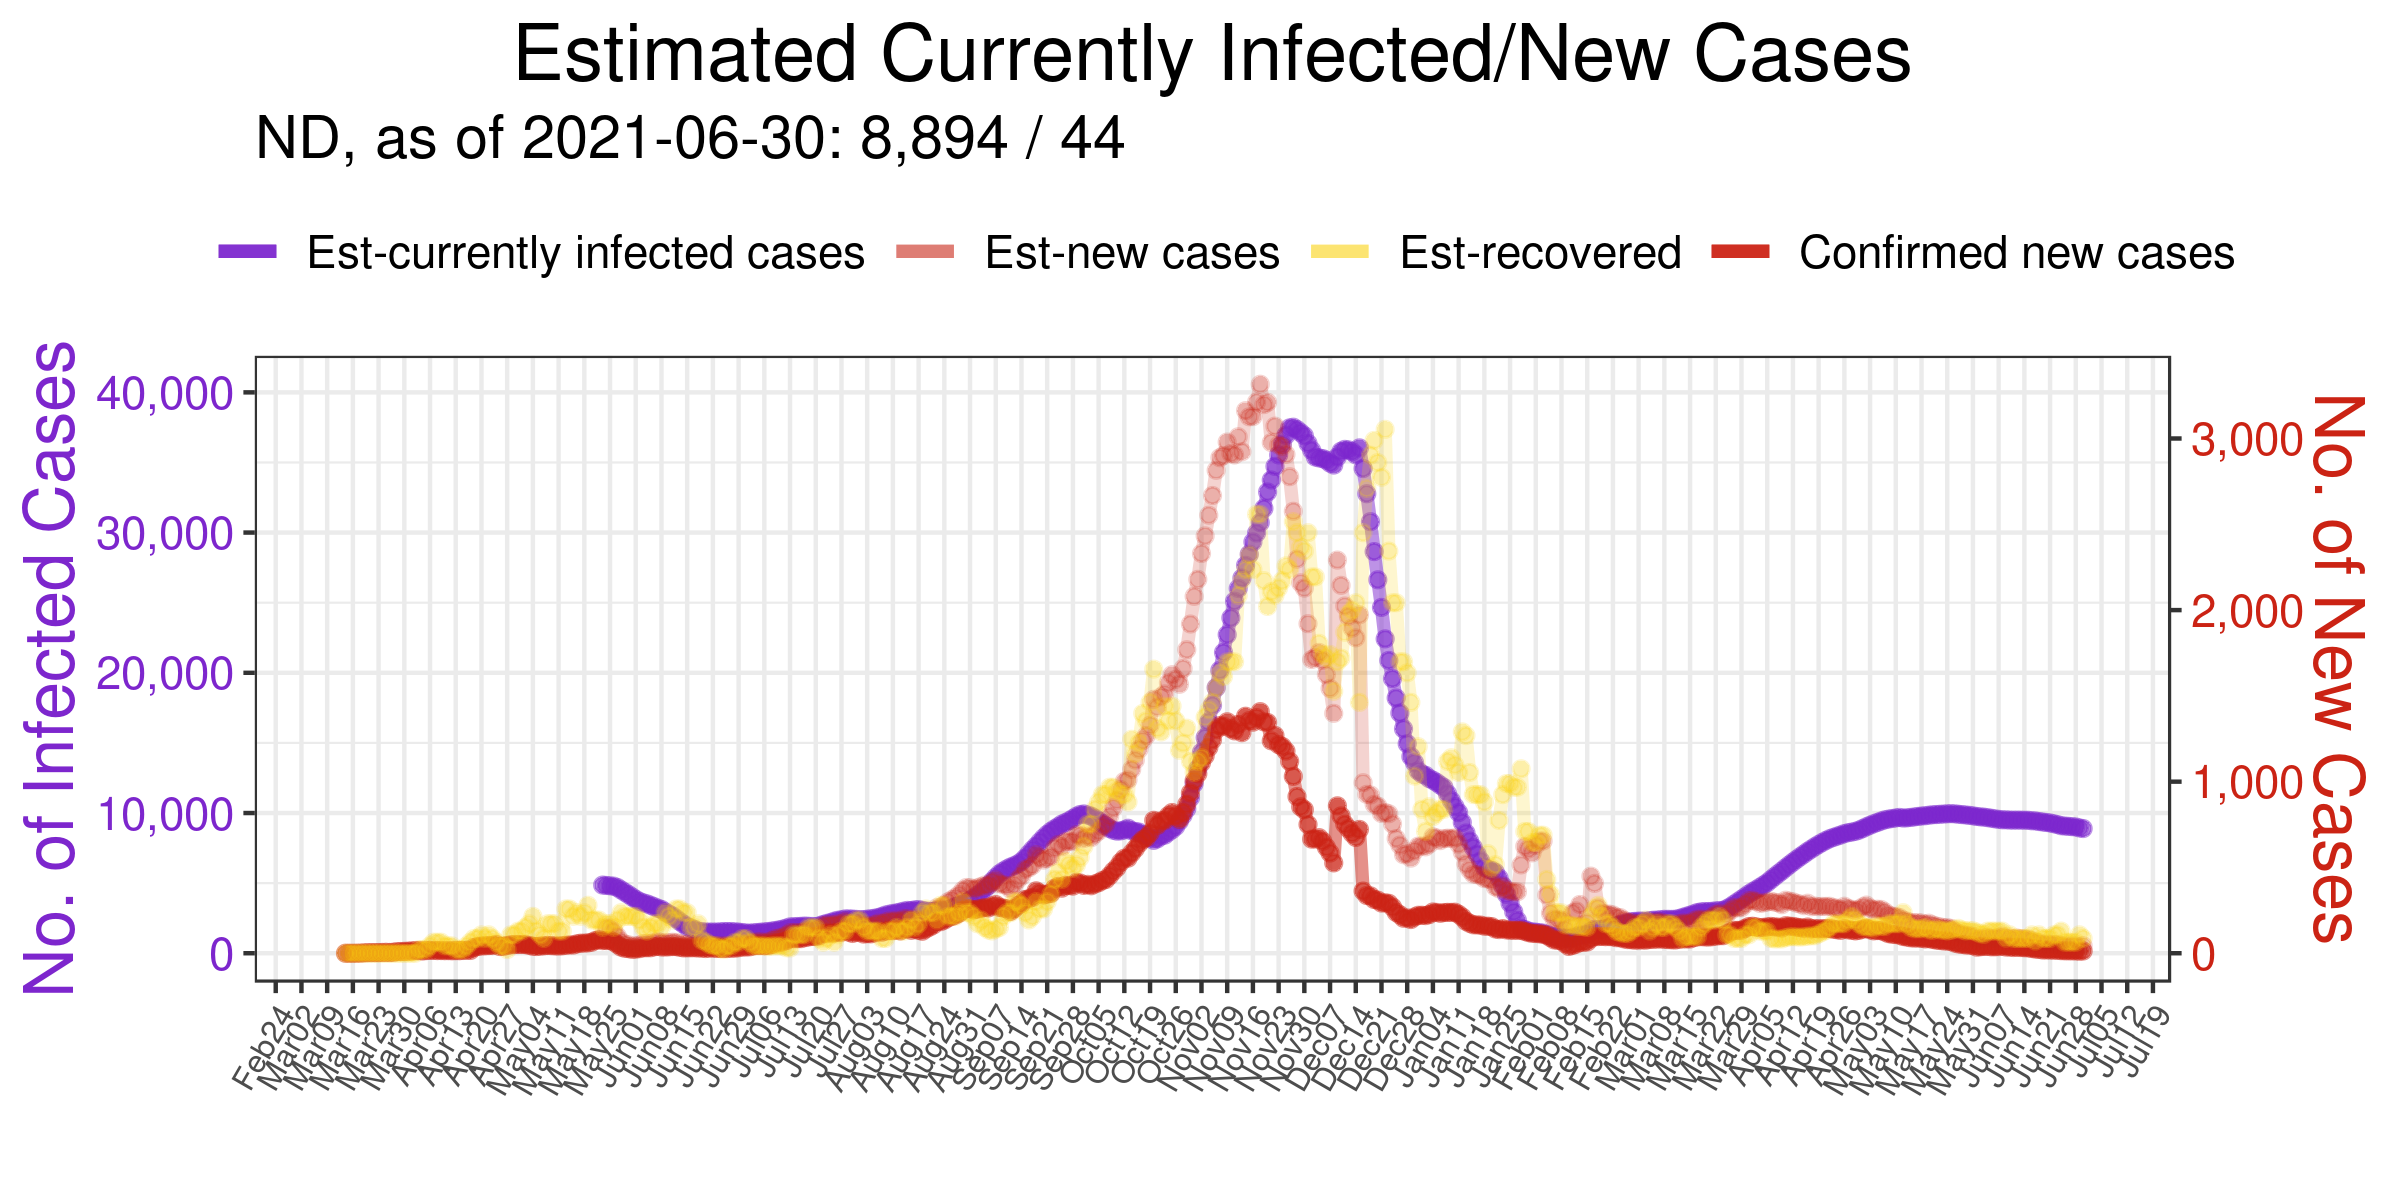 Estimated Currently Infected/New Cases
ND, as of 2021-06-30: 8,894 / 44
Est-currently infected cases
Est-new cases
Est-recovered
Confirmed new cases
No. of Infected Cases
40,000
30,000
20,000
10,000
0
3,000
2,000
1,000
0
No. of New Cases
Feb24
Mar02
Mar09
Mar16
Mar23
Mar30
Apr06
Apr13
Apr20
Apr27
May04
May11
May18
May25
Jun01
Jun08
Jun15
Jun22
Jun29
Jul06
Jul13
Jul20
Jul27
Aug03
Aug10
Aug17
Aug24
Aug31
Sep07
Sep14
Sep21
Sep28
Oct05
Oct12
Oct19
Oct26
Nov02
Nov09
Nov16
Nov23
Nov30
Dec07
Dec14
Dec21
Dec28
Jan04
Jan11
Jan18
Jan25
Feb01
Feb08
Feb15
Feb22
Mar01
Mar08
Mar15
Mar22
Mar29
Apr05
Apr12
Apr19
Apr26
May03
May10
May17
May24
May31
Jun07
Jun14
Jun21
Jun28
Jul05
Jul12
Jul19